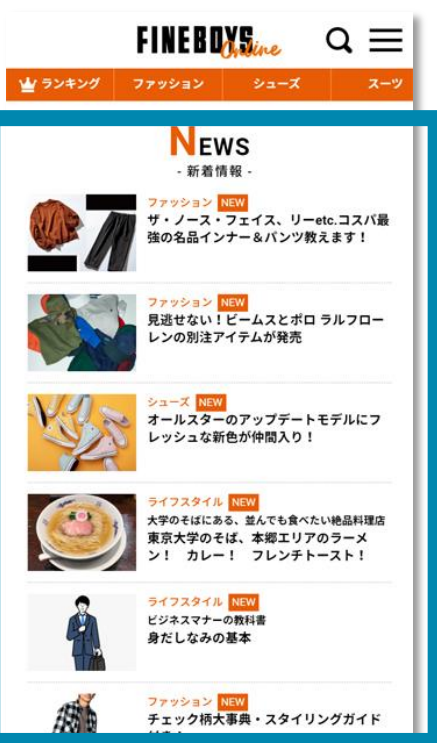 FINEBOYS Online
ランキング ファッション シューズ スーツ
NEWS
- 新着情報 -
ファッション NEW
ザ・ノース・フェイス、リーetc.コスパ最
強の名品インナー＆パンツ教えます！
ファッション NEW
見逃せない！ビームスとポロ ラルフロー
レンの別注アイテムが発売
シューズ NEW
オールスターのアップデートモデルにフ
レッシュな新色が仲間入り！
ライフスタイル NEW
大学のそばにある、並んでも食べたい絶品料理店
東京大学のそば、本郷エリアのラーメ
ン！　カレー！　フレンチトースト！
ライフスタイル NEW
ビジネスマナーの教科書
身だしなみの基本
ファッション NEW
チェック柄大事典・スタイリングガイド